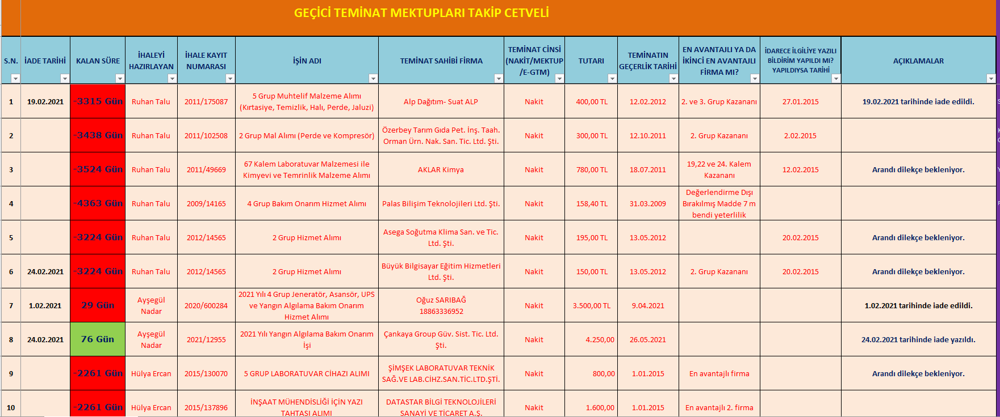 GEÇİCİ TEMİNAT MEKTUPLARI TAKİP CETVELİ
S.N.
İADE TARİHİ
KALAN SÜRE
İHALEYİ
HAZIRLAYAN
İHALE KAYIT
NUMARASI
İŞİN ADI
TEMİNAT SAHİBİ FİRMA
TEMİNAT CİNSİ
(NAKİT/MEKTUP
/E-GTM)
TUTARI
TEMİNATIN
GEÇERLİK TARİHİ
EN AVANTAJLI YA DA
İKİNCİ EN AVANTAJLI
FİRMA MI?
İDARECE İLGİLİYE YAZILI
BİLDİRİM YAPILDI MI?
YAPILDIYSA TARİHİ
AÇIKLAMALAR
1
19.02.2021
-3315 Gün
Ruhan Talu
2011/175087
5 Grup Muhtelif Malzeme Alımı
(Kırtasiye, Temizlik, Halı, Perde, Jaluzi)
Alp Dağıtım- Suat ALP
Nakit
400,00 TL
12.02.2012
2. ve 3. Grup Kazananı
27.01.2015
19.02.2021 tarihinde iade edildi.
2
-3438 Gün
Ruhan Talu
2011/102508
2 Grup Mal Alımı (Perde ve Kompresör)
Özerbey Tarım Gıda Pet. İnş. Taah.
Orman Ürn. Nak. San. Tic. Ltd. Şti.
Nakit
300,00 TL
12.10.2011
2. Grup Kazananı
2.02.2015
3
-3524 Gün
Ruhan Talu
2011/49669
67 Kalem Laboratuvar Malzemesi ile
Kimyevi ve Temrinlik Malzeme Alımı
AKLAR Kimya
Nakit
780,00 TL
18.07.2011
19,22 ve 24. Kalem
Kazananı
12.02.2015
Arandı dilekçe bekleniyor.
4
-4363 Gün
Ruhan Talu
2009/14165
4 Grup Bakım Onarım Hizmet Alımı
Palas Bilişim Teknolojileri Ltd. Şti.
Nakit
158,40 TL
31.03.2009
Değerlendirme Dışı
Bırakılmış Madde 7 m
bendi yeterlilik
5
-3224 Gün
Ruhan Talu
2012/14565
2 Grup Hizmet Alımı
Asega Soğutma Klima San. ve Tic.
Ltd. Şti.
Nakit
195,00 TL
13.05.2012
20.02.2015
Arandı dilekçe bekleniyor.
6
24.02.2021
-3224 Gün
Ruhan Talu
2012/14565
2 Grup Hizmet Alımı
Büyük Bilgisayar Eğitim Hizmetleri
Ltd. Şti.
Nakit
150,00 TL
13.05.2012
2. Grup Kazananı
20.02.2015
Arandı dilekçe bekleniyor.
7
1.02.2021
29 Gün
Ayşegül
Nadar
2020/600284
2021 Yılı 4 Grup Jeneratör, Asansör, UPS
ve Yangın Algılama Bakım Onarım
Hizmet Alımı
Oğuz SARIBAĞ
18863336952
Nakit
3.500,00 TL
9.04.2021
1.02.2021 tarihinde iade edildi.
8
24.02.2021
76 Gün
Ayşegül
Nadar
2021/12955
2021 Yılı Yangın Algılama Bakım Onarım
İşi
Çankaya Group Güv. Sist. Tic. Ltd.
Şti.
Nakit
4.250,00
26.05.2021
24.02.2021 tarihinde iade yazıldı.
9
-2261 Gün
Hülya Ercan
2015/130070
5 GRUP LABORATUVAR CİHAZI ALIMI
ŞİMŞEK LABORATUVAR TEKNİK
SAĞ.VE LAB.CİHZ.SAN.TİC.LTD.ŞTİ.
Nakit
800,00
1.01.2015
En avantajlı firma
Arandı dilekçe bekleniyor.
10
-2261 Gün
Hülya Ercan
2015/137896
İNŞAAT MÜHENDİSLİĞİ İÇİN YAZI
TAHTASI ALIMI
DATASTAR BİLGİ TEKNOLOJİLERİ
SANAYİ VE TİCARET A.Ş.
Nakit
1.600,00
1.01.2015
En avantajlı 2. firma